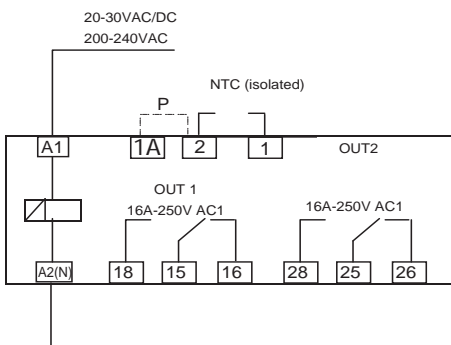 20-30VAC/DC
200-240VAC
NTC (isolated)
P
A1
1A
2
1
OUT2
OUT 1
16A-250V AC1
16A-250V AC1
A2(N)
18
15
16
28
25
26